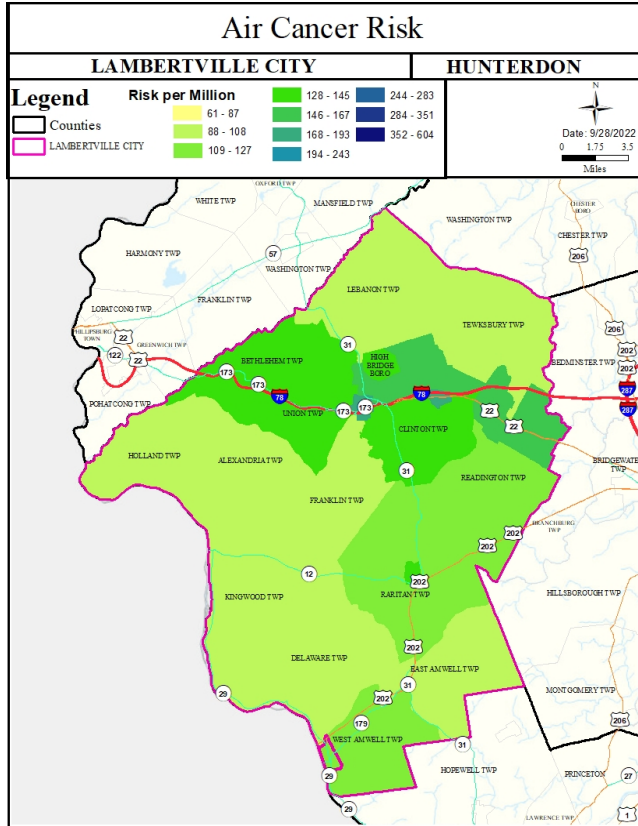 Air Cancer Risk
LAMBERTVILLE CITY
HUNTERDON
Legend
Counties
LAMBERTVILLE CITY
Risk per Million
61 - 87
88 - 108
109 - 127
128 - 145
146 - 167
168 - 193
194 - 243
244 - 283
284 - 351
352 - 604
N
Date: 9/28/2022
0 1.75 3.5
Miles
OXFORD TWP
WHITE TWP
MANSFIELD TWP
WASHINGTON TWP
CHESTER
BORO
CHESTER TWP
206
HARMONY TWP
57
WASHINGTON TWP
LEBANON TWP
FRANKLIN TWP
LOPATCONG TWP
TEWKSBURY TWP
PHILLIPSBURG
TOWN
22
GREENWICH TWP
31
206
122
22
BETHLEHEM TWP
HIGH
BRIDGE
BORO
202
BEDMINSTER TWP
202
173
173
78
78
287
287
POHATCONG TWP
UNION TWP
173
173
22
22
CLINTON TWP
HOLLAND TWP
ALEXANDRIA TWP
31
BRIDGEWATER
TWP
READINGTON TWP
FRANKLIN TWP
BRANCHBURG
TWP
202
202
12
202
KINGWOOD TWP
RARITAN TWP
HILLSBOROUGH TWP
202
DELAWARE TWP
EAST AMWELL TWP
31
29
202
MONTGOMERY TWP
179
206
WEST AMWELL TWP
31
HOPEWELL TWP
29
PRINCETON
27
29
LAWRENCE TWP
1